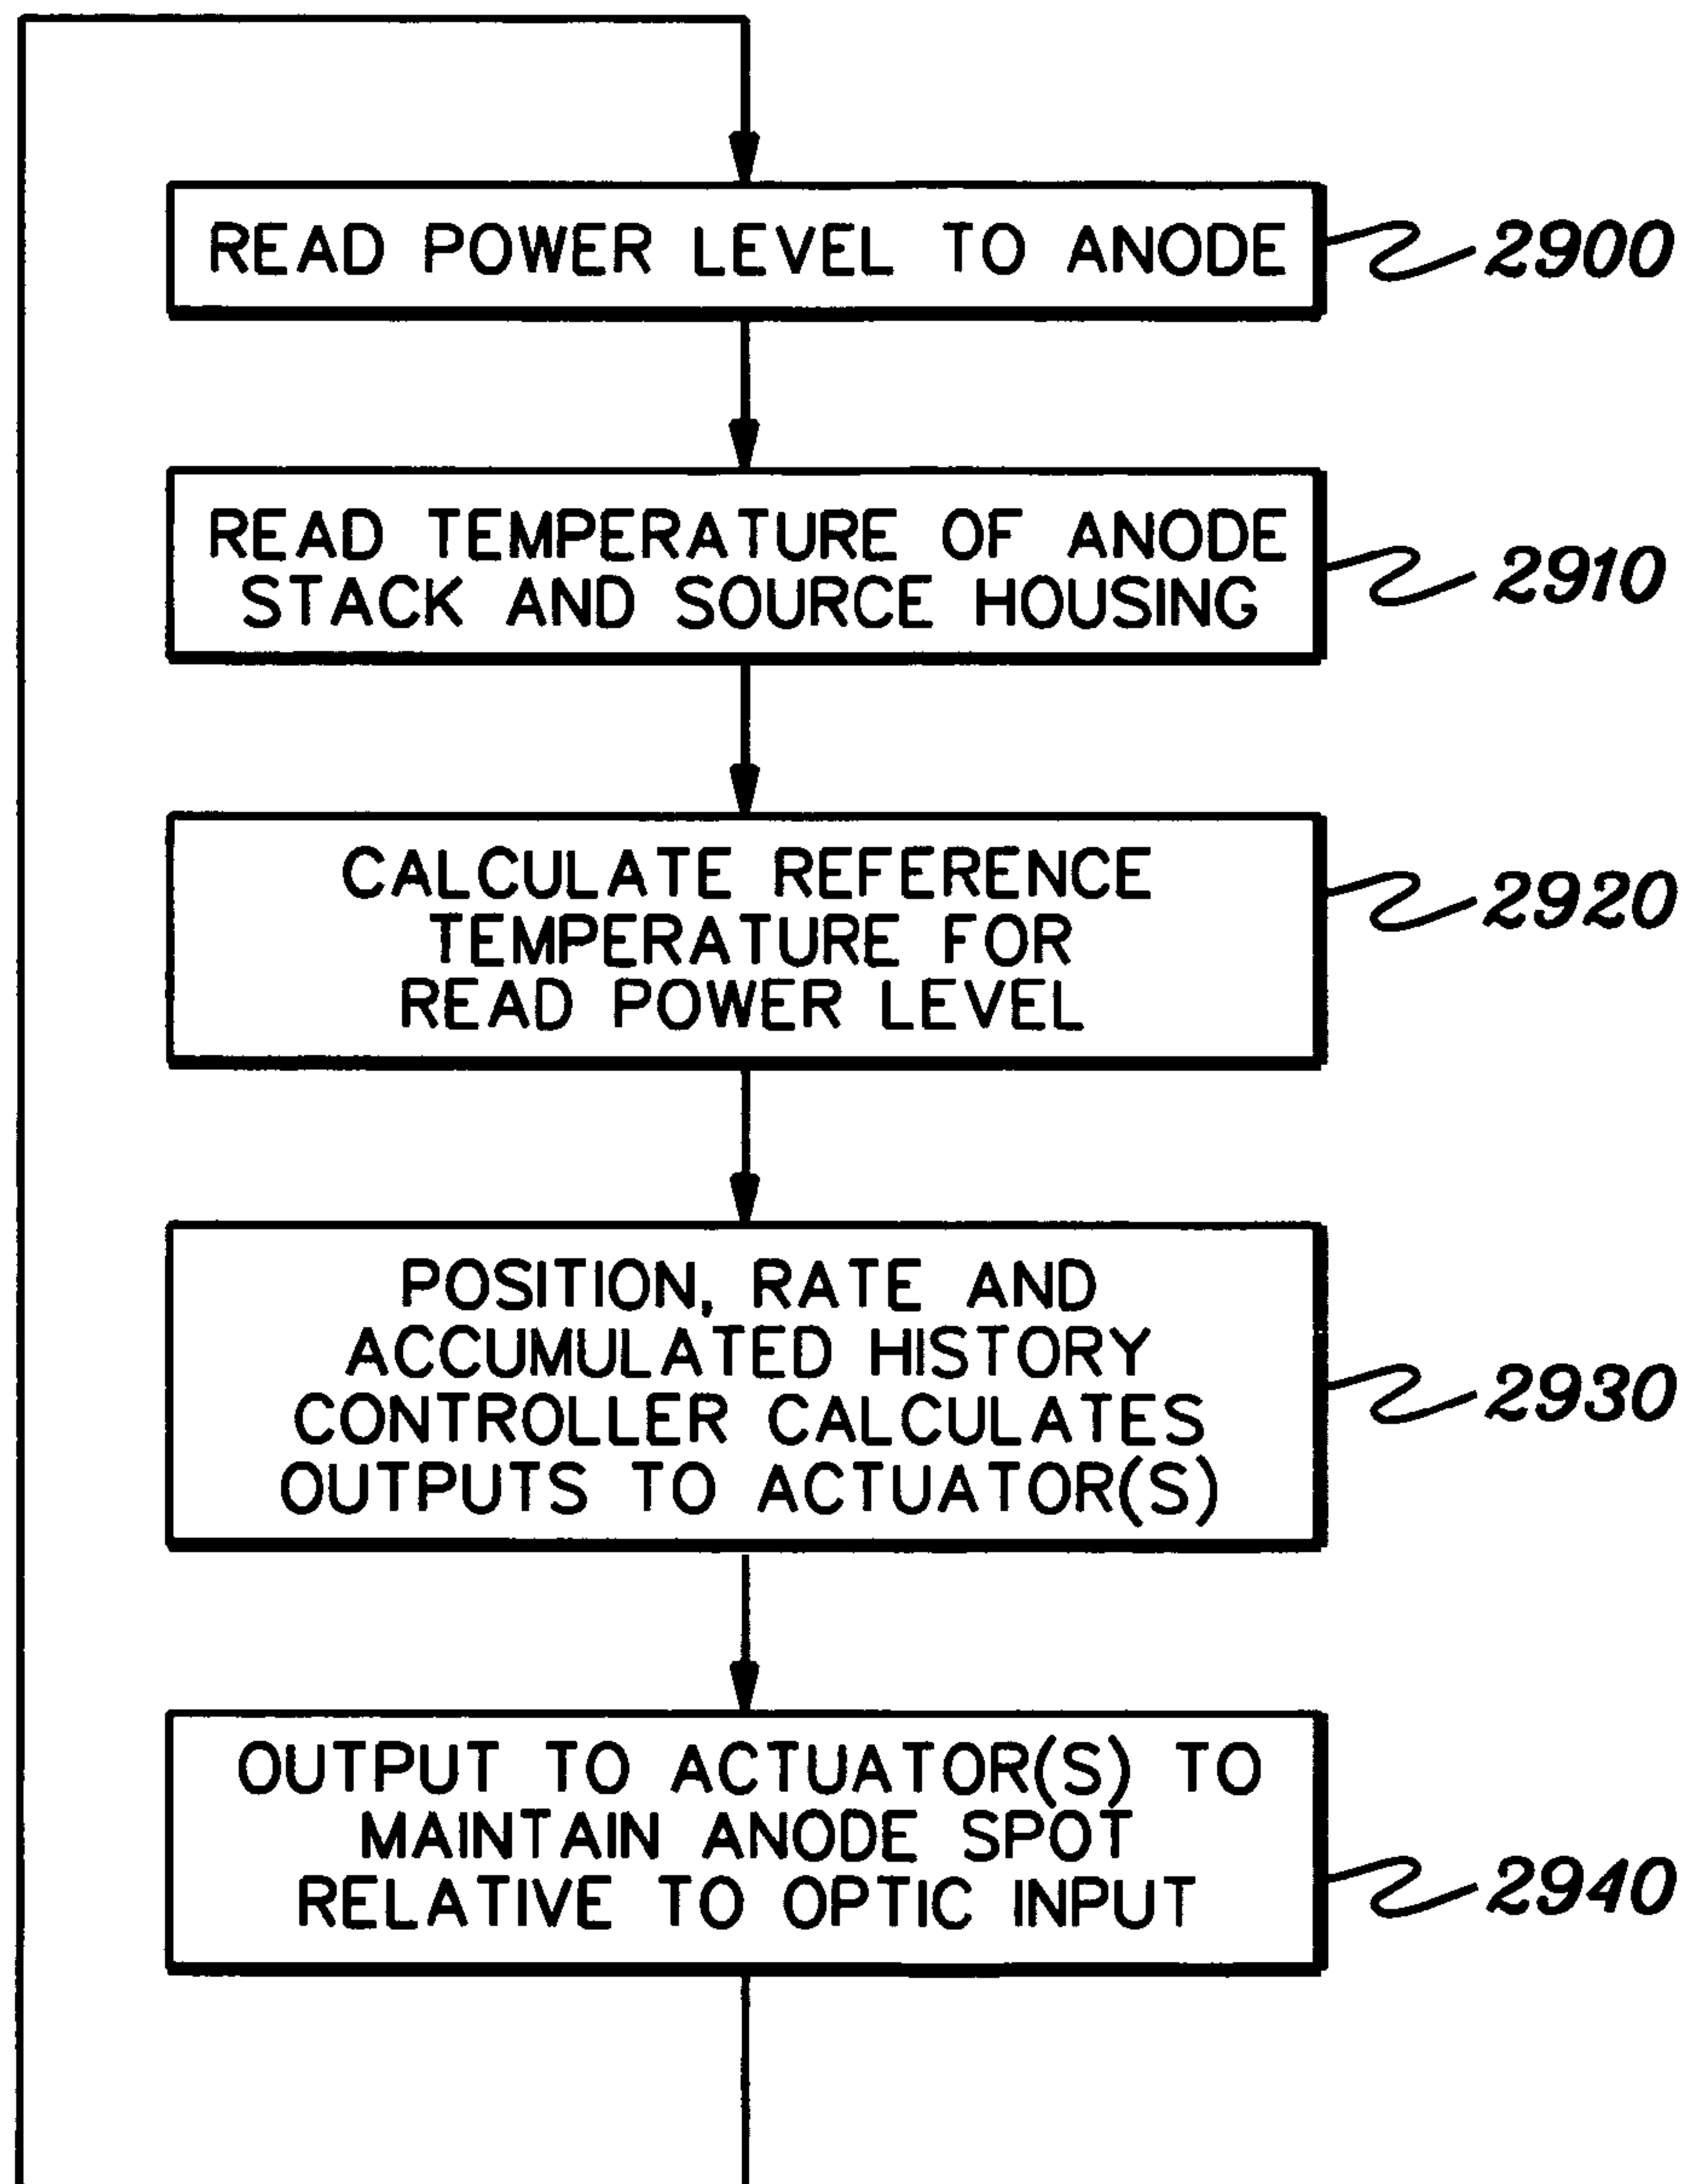 READ POWER LEVEL TO ANODE
2900
READ TEMPERATURE OF ANODE
STACK AND SOURCE HOUSING
2910
CALCULATE REFERENCE
TEMPERATURE FOR
READ POWER LEVEL
2920
POSITION, RATE AND
ACCUMULATED HISTORY
CONTROLLER CALCULATES
OUTPUTS TO ACTUATOR(S)
2930
OUTPUT TO ACTUATOR(S) TO
MAINTAIN ANODE SPOT
RELATIVE TO OPTIC INPUT
2940